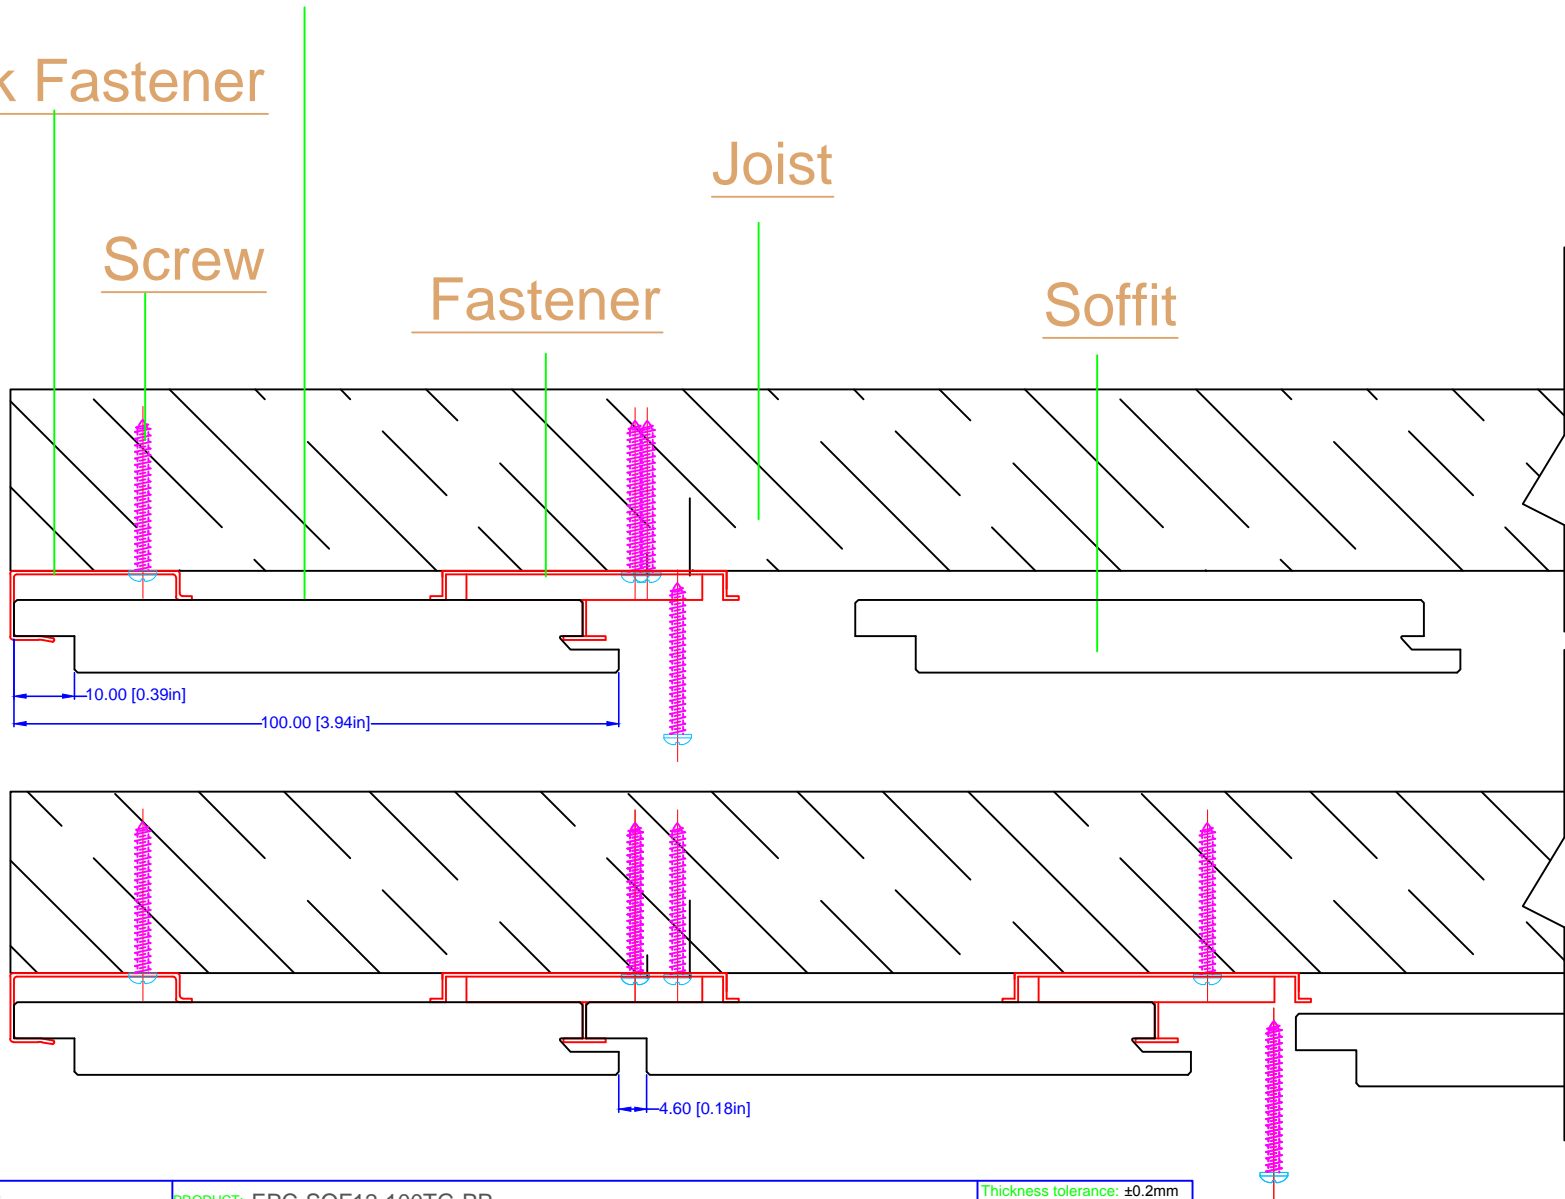 k Fastener
Joist
Screw
Fastener
Soffit
10.00 [0.39in]
100.00 [3.94in]
4.60 [0.18in]
Thickness tolerance: ±0.2mm